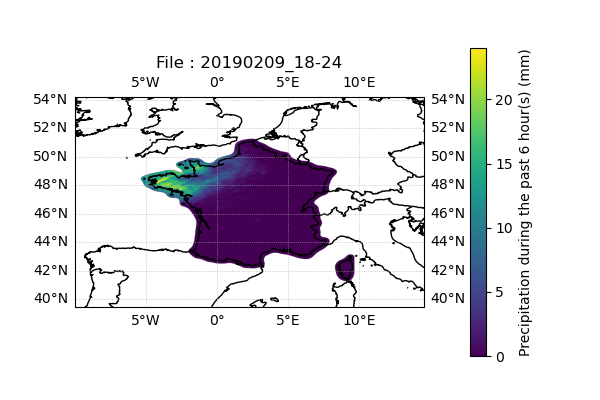 File : 20190209_18-24
5°W 0° 5°E 10°E
54°N 54°N
52°N 52°N
50°N 50°N
48°N 48°N
46°N 46°N
44°N 44°N
42°N 42°N
40°N 40°N
5°W 0° 5°E 10°E
20
15
10
5
0
Precipitation during the past 6 hour(s) (mm)